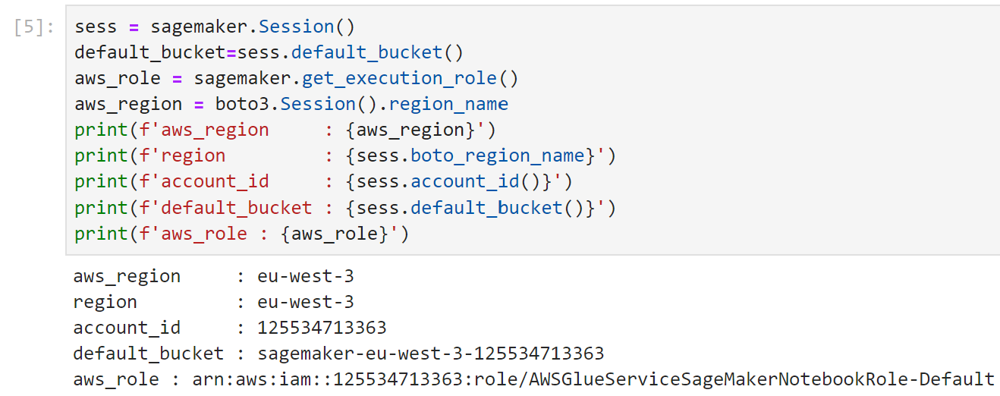 [5]:
sess = sagemaker.Session()
default_bucket=sess.default_bucket()
aws_role = sagemaker.get_execution_role()
aws_region = boto3.Session().region_name
print(f'aws_region     : {aws_region}')
print(f'region         : {sess.boto_region_name}')
print(f'account_id     : {sess.account_id()}')
print(f'default_bucket : {sess.default_bucket()}')
print(f'aws_role : {aws_role}')
aws_region     : eu-west-3
region         : eu-west-3
account_id     : 125534713363
default_bucket : sagemaker-eu-west-3-125534713363
aws_role : arn:aws:iam::125534713363:role/AWSGlueServiceSageMakerNotebookRole-Default